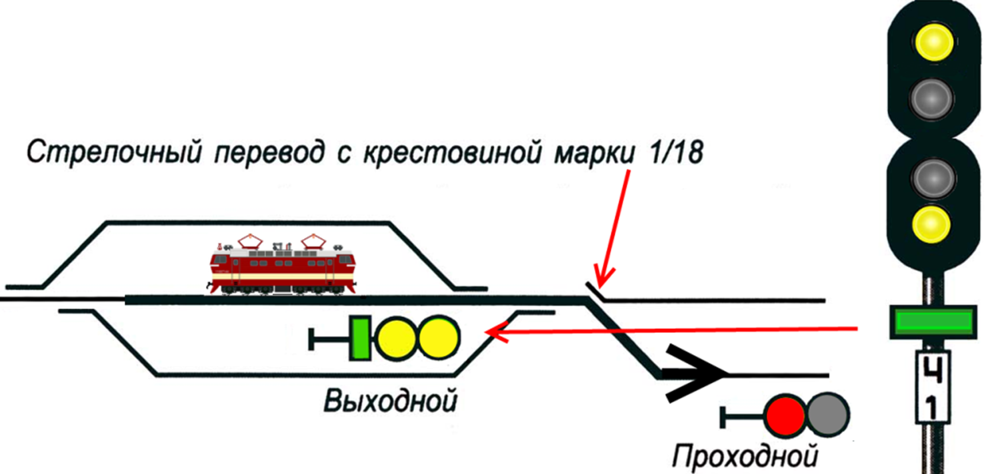 Стрелочный перевод с крестовиной марки 1/18
Выходной
Проходной
Ч
1